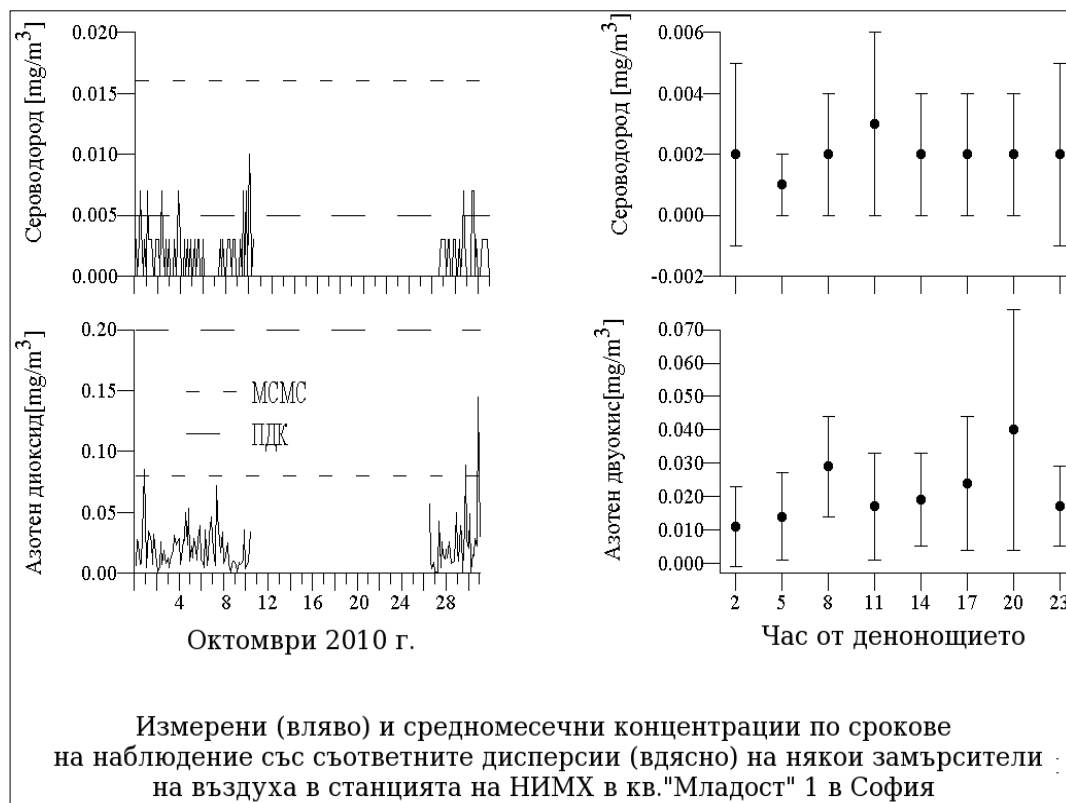 Сероводород [mg/m³]
0.020
0.015
0.010
0.005
0.000
Сероводород [mg/m³]
0.006
0.004
0.002
0.000
-0.002
Азотен диоксид[mg/m³]
0.20
0.15
0.10
0.05
0.00
МСМС
ПДК
4 8 12 16 20 24 28
Октомври 2010 г.
Азотен двуокис[mg/m³]
0.070
0.060
0.050
0.040
0.030
0.020
0.010
0.000
2 5 8 11 14 17 20 23
Час от денонощието
Измерени (вляво) и средномесечни концентрации по срокове
на наблюдение със съответните дисперсии (вдясно) на някои замърсители
на въздуха в станцията на НИМХ в кв."Младост" 1 в София